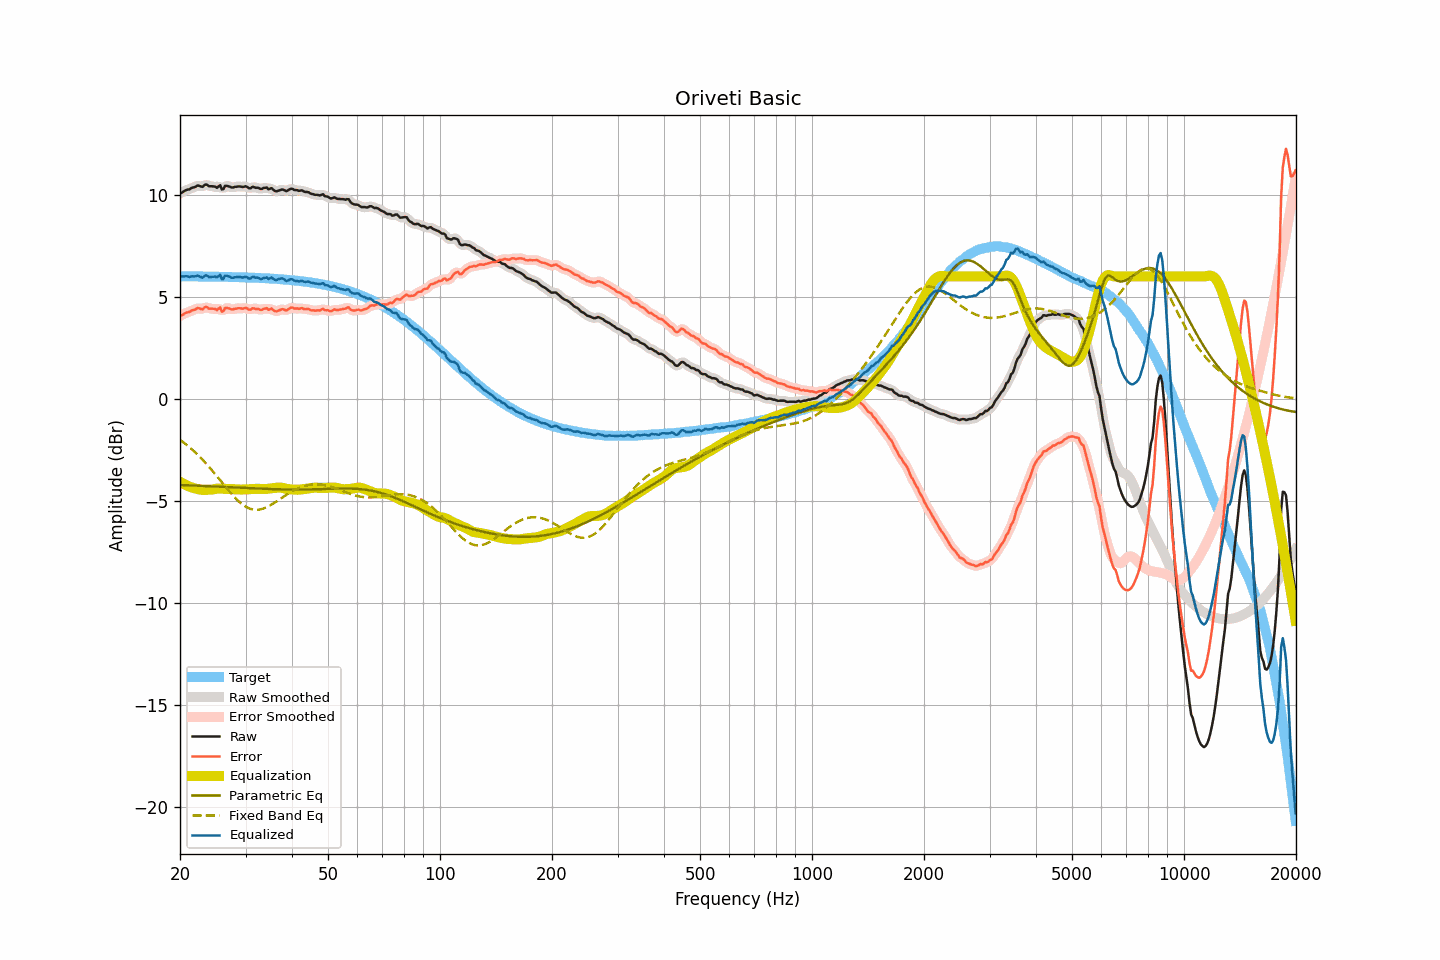 Oriveti Basic
Amplitude (dBr)
10
5
0
−5
−10
−15
−20
Target
Raw Smoothed
Error Smoothed
Raw
Error
Equalization
Parametric Eq
Fixed Band Eq
Equalized
20 50 100 200 500 1000 2000 5000 10000 20000
Frequency (Hz)